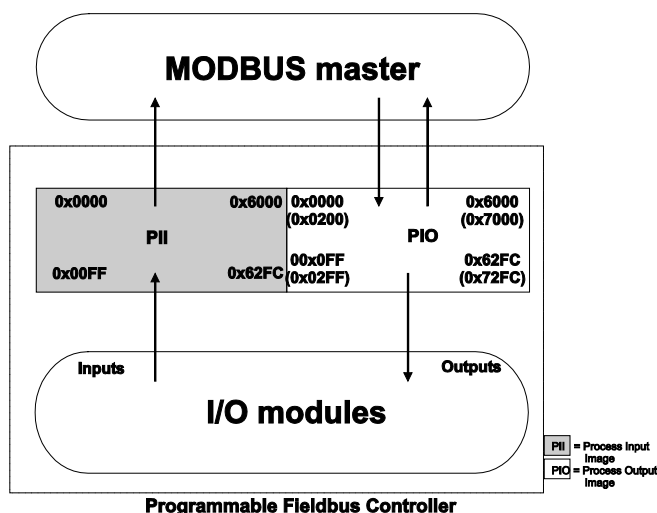 MODBUS master
0x0000 0x6000 0x0000 0x6000
(0x0200) (0x7000)
PII PIO
0x00FF 0x62FC 00x0FF 0x62FC
(0x02FF) (0x72FC)
Inputs Outputs
I/O modules
PII = Process Input
Image
PIO = Process Output
Image
Programmable Fieldbus Controller